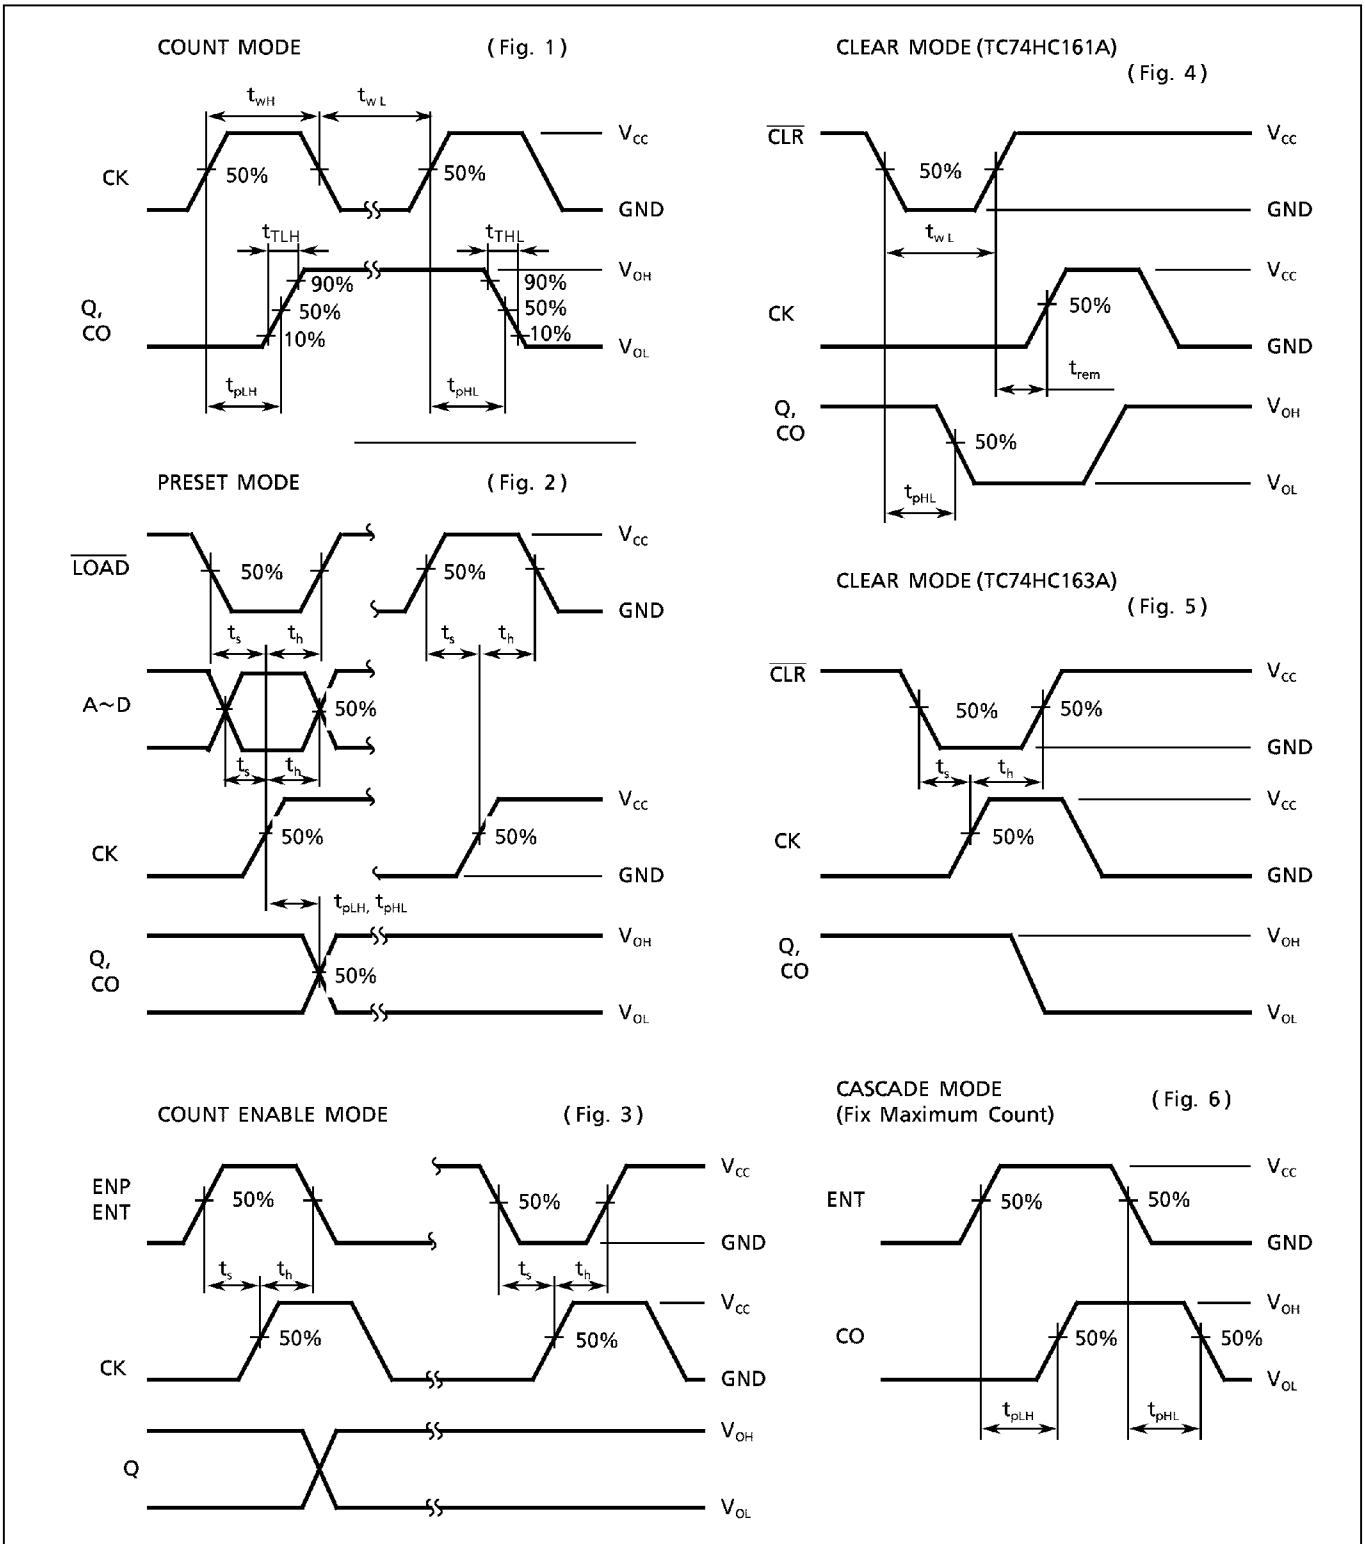 COUNT MODE (Fig. 1)
twH twL
VCC
CK 50% 50%
GND
tTLH tTHL
VOH
90% 90%
Q, 50% 50%
CO 10% 10%
VOL
tpLH tpHL
PRESET MODE (Fig. 2)
VCC
LOAD 50% 50%
GND
ts th ts th
A~D 50%
ts th
VCC
50% 50%
CK
GND
tpLH, tpHL
VOH
Q,
CO 50%
VOL
COUNT ENABLE MODE (Fig. 3)
VCC
ENP
ENT 50% 50%
GND
ts th ts th
VCC
50% 50%
CK
GND
VOH
Q
VOL
CLEAR MODE (TC74HC161A)
(Fig. 4)
CLR VCC
50%
GND
twL
VCC
CK 50%
GND
trem
Q, VOH
CO 50%
VOL
tpHL
CLEAR MODE (TC74HC163A)
(Fig. 5)
CLR VCC
50% 50%
GND
ts th
VCC
CK 50%
GND
Q, VOH
CO
VOL
CASCADE MODE (Fig. 6)
(Fix Maximum Count)
VCC
ENT 50% 50%
GND
VOH
CO 50% 50%
VOL
tpLH tpHL